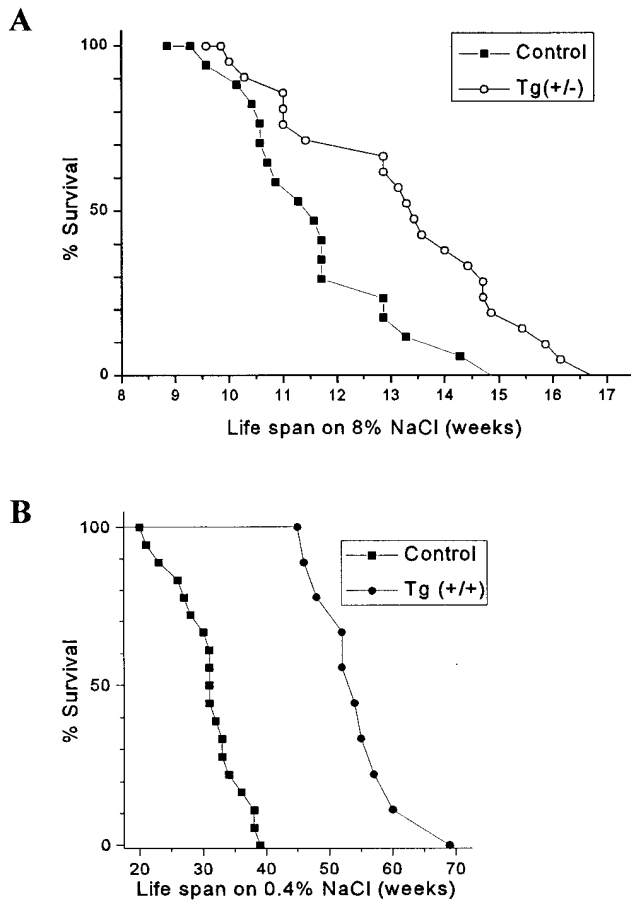 A
Control
Tg(+/-)
% Survival
100
50
0
8 9 10 11 12 13 14 15 16 17
Life span on 8% NaCl (weeks)
B
Control
Tg (+/+)
% Survival
100
50
0
20 30 40 50 60 70
Life span on 0.4% NaCl (weeks)